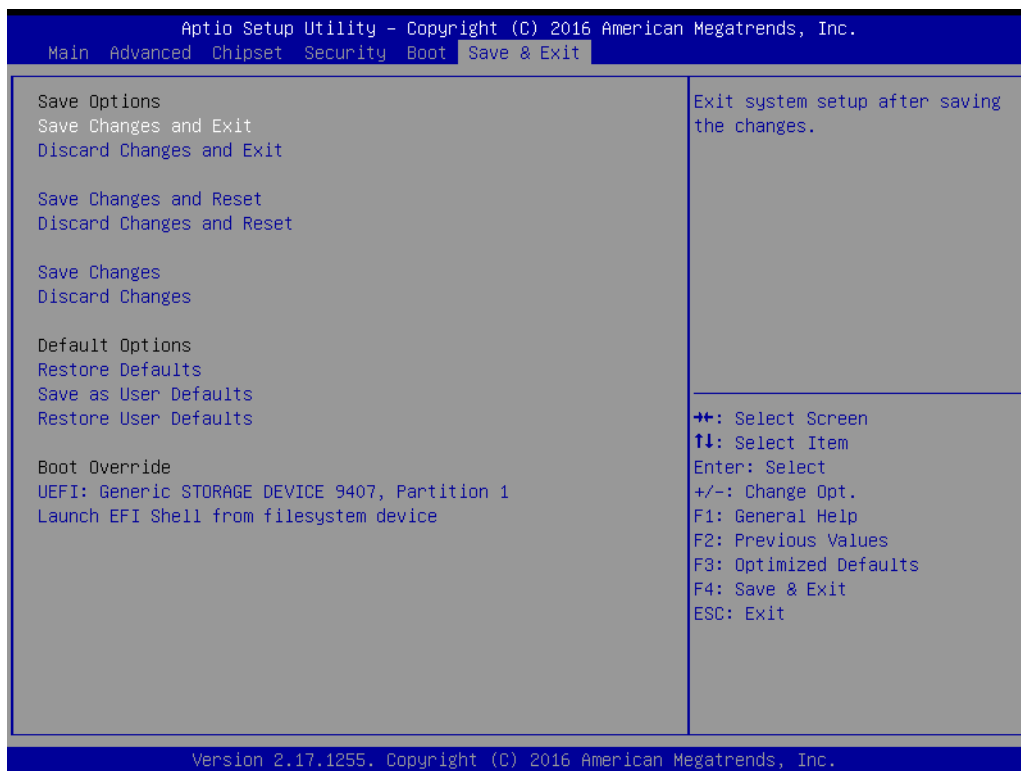 Aptio Setup Utility – Copyright (C) 2016 American Megatrends, Inc.
Main Advanced Chipset Security Boot Save & Exit
Save Options
Save Changes and Exit
Discard Changes and Exit
Save Changes and Reset
Discard Changes and Reset
Save Changes
Discard Changes
Default Options
Restore Defaults
Save as User Defaults
Restore User Defaults
Boot Override
UEFI: Generic STORAGE DEVICE 9407, Partition 1
Launch EFI Shell from filesystem device
Exit system setup after saving
the changes.
→←: Select Screen
↑↓: Select Item
Enter: Select
+/-: Change Opt.
F1: General Help
F2: Previous Values
F3: Optimized Defaults
F4: Save & Exit
ESC: Exit
Version 2.17.1255. Copyright (C) 2016 American Megatrends, Inc.